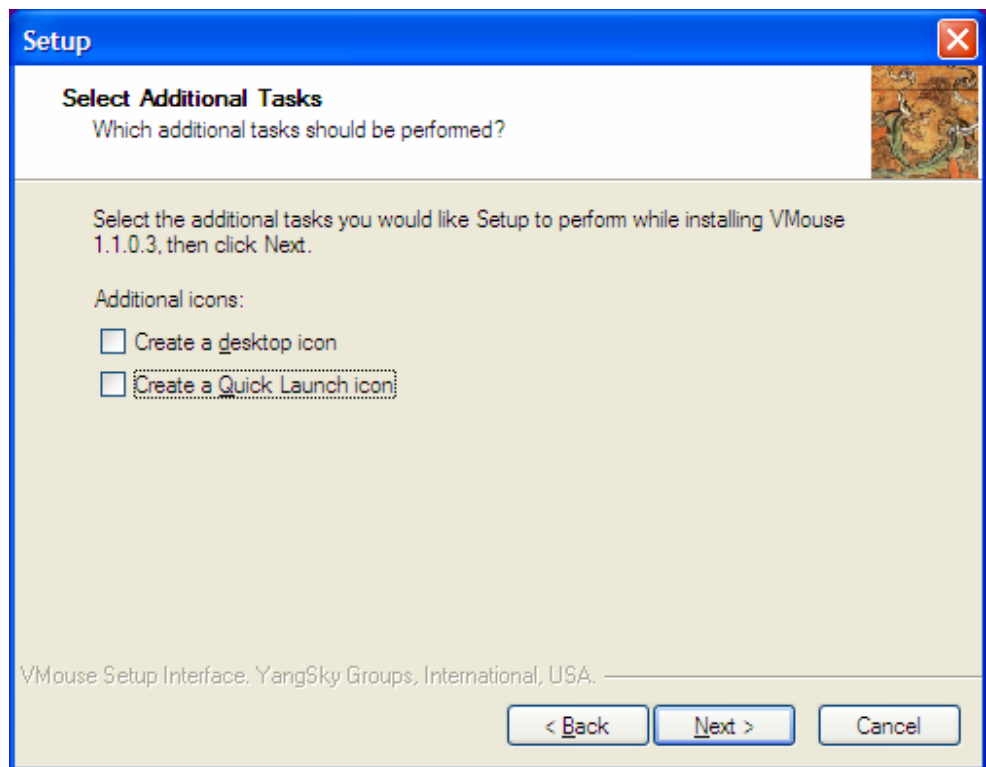 Setup
Select Additional Tasks
Which additional tasks should be performed?
Select the additional tasks you would like Setup to perform while installing VMouse
1.1.0.3, then click Next.
Additional icons:
Create a desktop icon
Create a Quick Launch icon
VMouse Setup Interface. YangSky Groups, International, USA.
< Back Next > Cancel